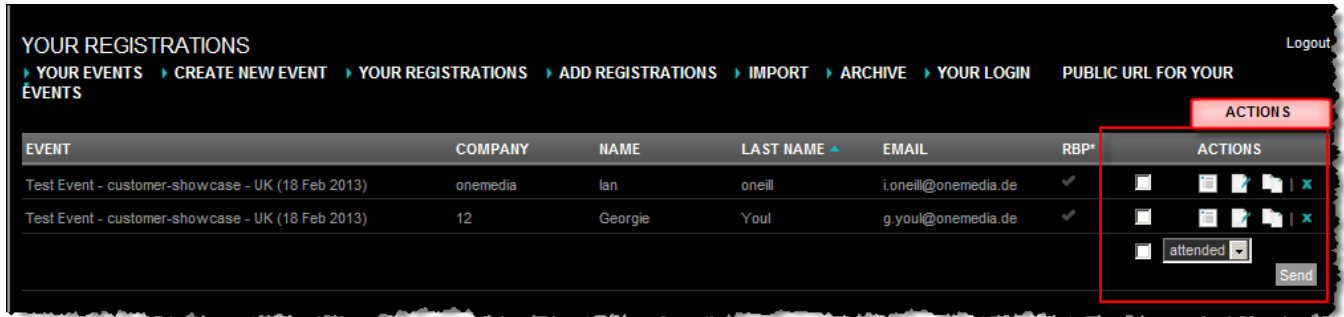 YOUR REGISTRATIONS
Logout
YOUR EVENTS CREATE NEW EVENT YOUR REGISTRATIONS ADD REGISTRATIONS IMPORT ARCHIVE YOUR LOGIN PUBLIC URL FOR YOUR
EVENTS
ACTIONS
EVENT COMPANY NAME LAST NAME EMAIL RBP* ACTIONS
Test Event - customer-showcase - UK (18 Feb 2013) onemedia Ian oneill i.oneill@onemedia.de |
Test Event - customer-showcase - UK (18 Feb 2013) 12 Georgie Youl g.youl@onemedia.de |
attended
Send